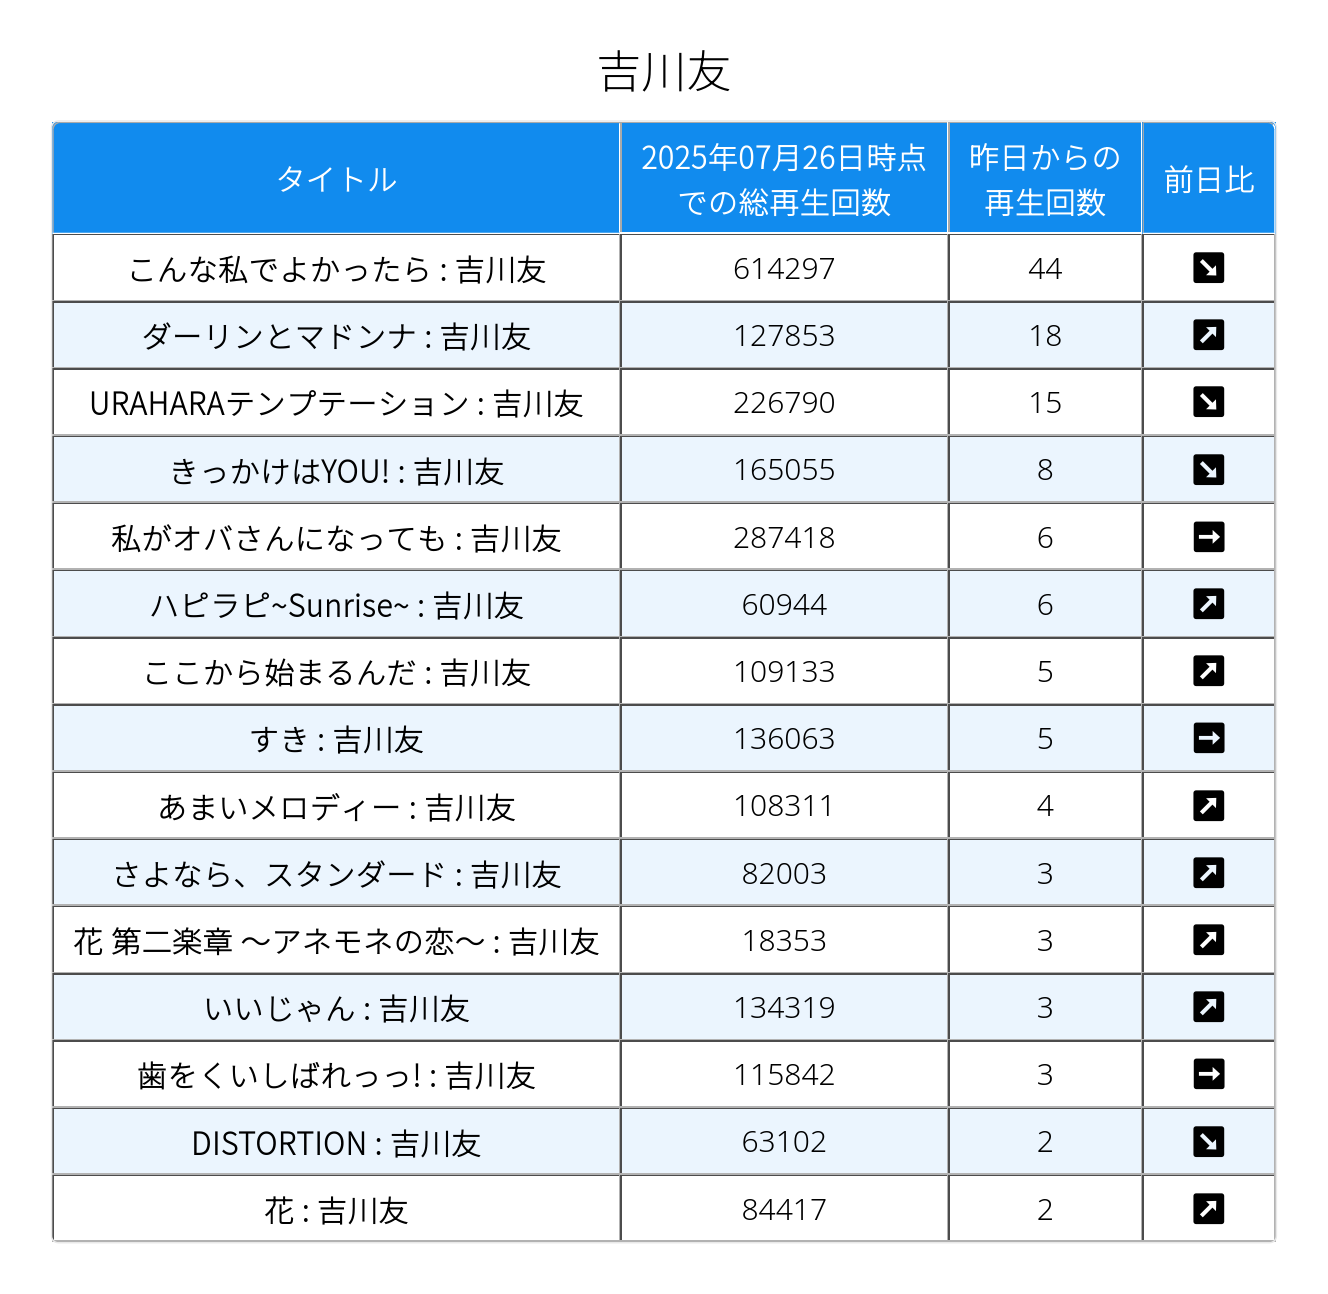 吉川友
タイトル
2025年07月26日時点
での総再生回数
昨日からの
再生回数
前日比
こんな私でよかったら : 吉川友 614297 44 ↘
ダーリンとマドンナ : 吉川友 127853 18 ↗
URAHARAテンプテーション : 吉川友 226790 15 ↘
きっかけはYOU! : 吉川友 165055 8 ↘
私がオバさんになっても : 吉川友 287418 6 →
ハピラピ~Sunrise~ : 吉川友 60944 6 ↗
ここから始まるんだ : 吉川友 109133 5 ↗
すき : 吉川友 136063 5 →
あまいメロディー : 吉川友 108311 4 ↗
さよなら、スタンダード : 吉川友 82003 3 ↗
花 第二楽章 〜アネモネの恋〜 : 吉川友 18353 3 ↗
いいじゃん : 吉川友 134319 3 ↗
歯をくいしばれっっ! : 吉川友 115842 3 →
DISTORTION : 吉川友 63102 2 ↘
花 : 吉川友 84417 2 ↗